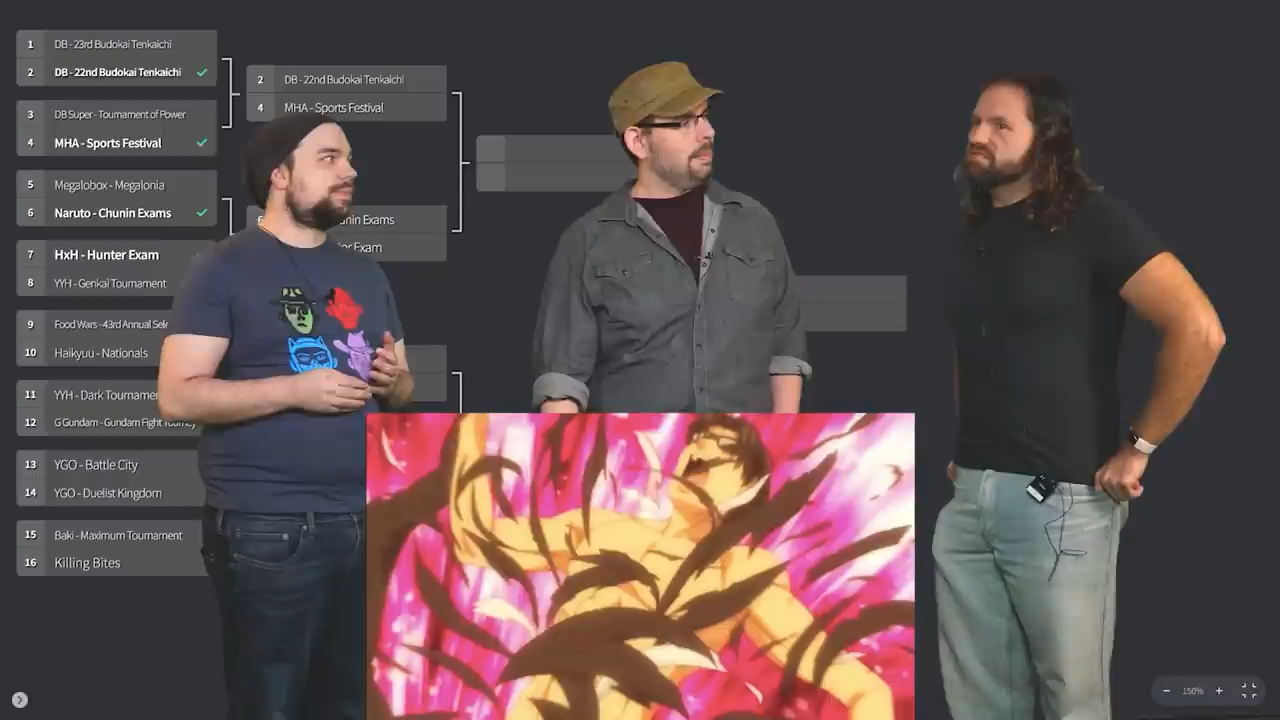 1 DB - 23rd Budokai Tenkaichi
2 DB - 22nd Budokai Tenkaichi
3 DB Super - Tournament of Power
4 MHA - Sports Festival
5 Megalobox - Megalonia
6 Naruto - Chunin Exams
7 HxH - Hunter Exam
8 YYH - Genkai Tournament
9 Food Wars - 43rd Annual
10 Haikyuu - Nationals
11 YYH - Dark
12 G Gundam - Gundam Fight
13 YGO - Battle City
14 YGO - Duelist Kingdom
15 Baki - Maximum Tournament
16 Killing Bites
2 DB - 22nd Budokai Tenkaichi
4 MHA - Sports Festival
Exams
Exam
150%